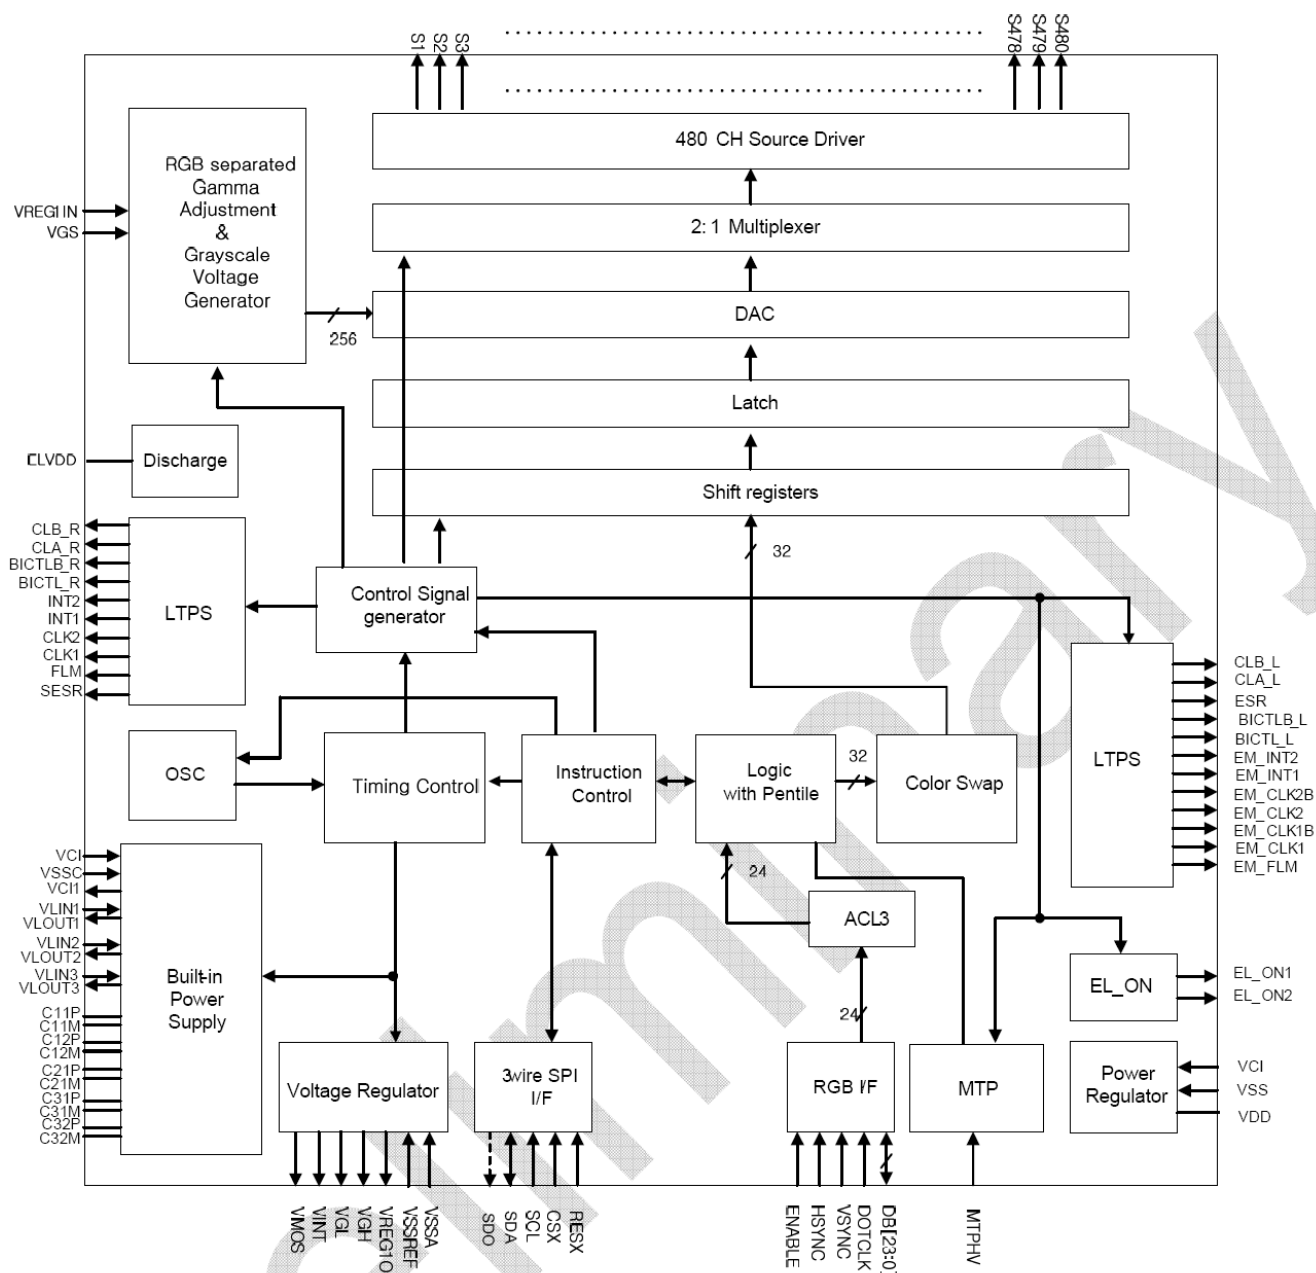 S1
S2
S3
S478
S479
S480
480 CH Source Driver
RGB separated
Gamma
Adjustment
&
Grayscale
Voltage
Generator
VREG1IN
VGS
2: 1 Multiplexer
DAC
256
Latch
ELVDD
Discharge
Shift registers
32
CLB_R
CLA_R
BICTLB_R
BICTL_R
INT2
INT1
CLK2
CLK1
FLM
SESR
LTPS
Control Signal
generator
LTPS
CLB_L
CLA_L
ESR
BICTLB_L
BICTL_L
EM_INT2
EM_INT1
EM_CLK2B
EM_CLK2
EM_CLK1B
EM_CLK1
EM_FLM
OSC
Timing Control
Instruction
Control
Logic
with Pentile
32
Color Swap
24
ACL3
24
VCI
VSSC
VCI1
VLIN1
VLOUT1
VLIN2
VLOUT2
VLIN3
VLOUT3
C11P
C11M
C12P
C12M
C21P
C21M
C31P
C31M
C32P
C32M
Built-in
Power
Supply
EL_ON
EL_ON1
EL_ON2
Voltage Regulator
3wire SPI
I/F
RGB I/F
MTP
Power
Regulator
VCI
VSS
VDD
VMOS
VINT
VGL
VGH
VREG1O
VSSREF
VSSA
SDO
SDA
SCL
CSX
RESX
ENABLE
HSYNC
VSYNC
DOTCLK
DB[23:0]
MTPHV